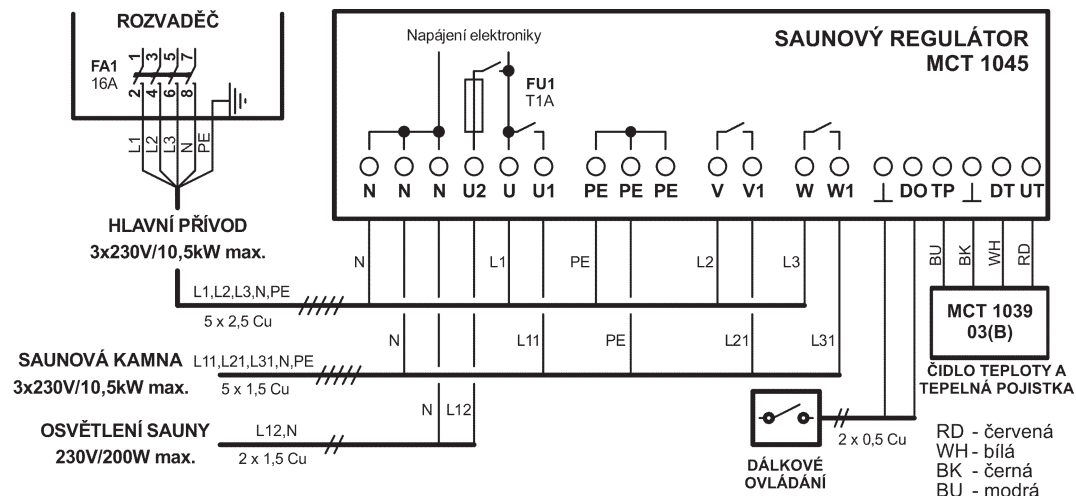 ROZVADĚČ
FA1
16A
1 3 5 7
2 4 6 8
L1 L2 L3 N PE
HLAVNÍ PŘÍVOD
3x230V/10,5kW max.
SAUNOVÝ REGULÁTOR
MCT 1045
Napájení elektroniky
FU1
T1A
N N N U2 U U1 PE PE PE V V1 W W1 ⊥ DO TP ⊥ DT UT
N L1 PE L2 L3 BU BK WH RD
L1,L2,L3,N,PE
5 x 2,5 Cu
MCT 1039
03(B)
ČIDLO TEPLOTY A
TEPELNÁ POJISTKA
N L11 PE L21 L31
SAUNOVÁ KAMNA
3x230V/10,5kW max.
L11,L21,L31,N,PE
5 x 1,5 Cu
N L12
OSVĚTLENÍ SAUNY
230V/200W max.
L12,N
2 x 1,5 Cu
2 x 0,5 Cu
DÁLKOVÉ
OVLÁDÁNÍ
RD - červená
WH - bílá
BK - černá
BU - modrá